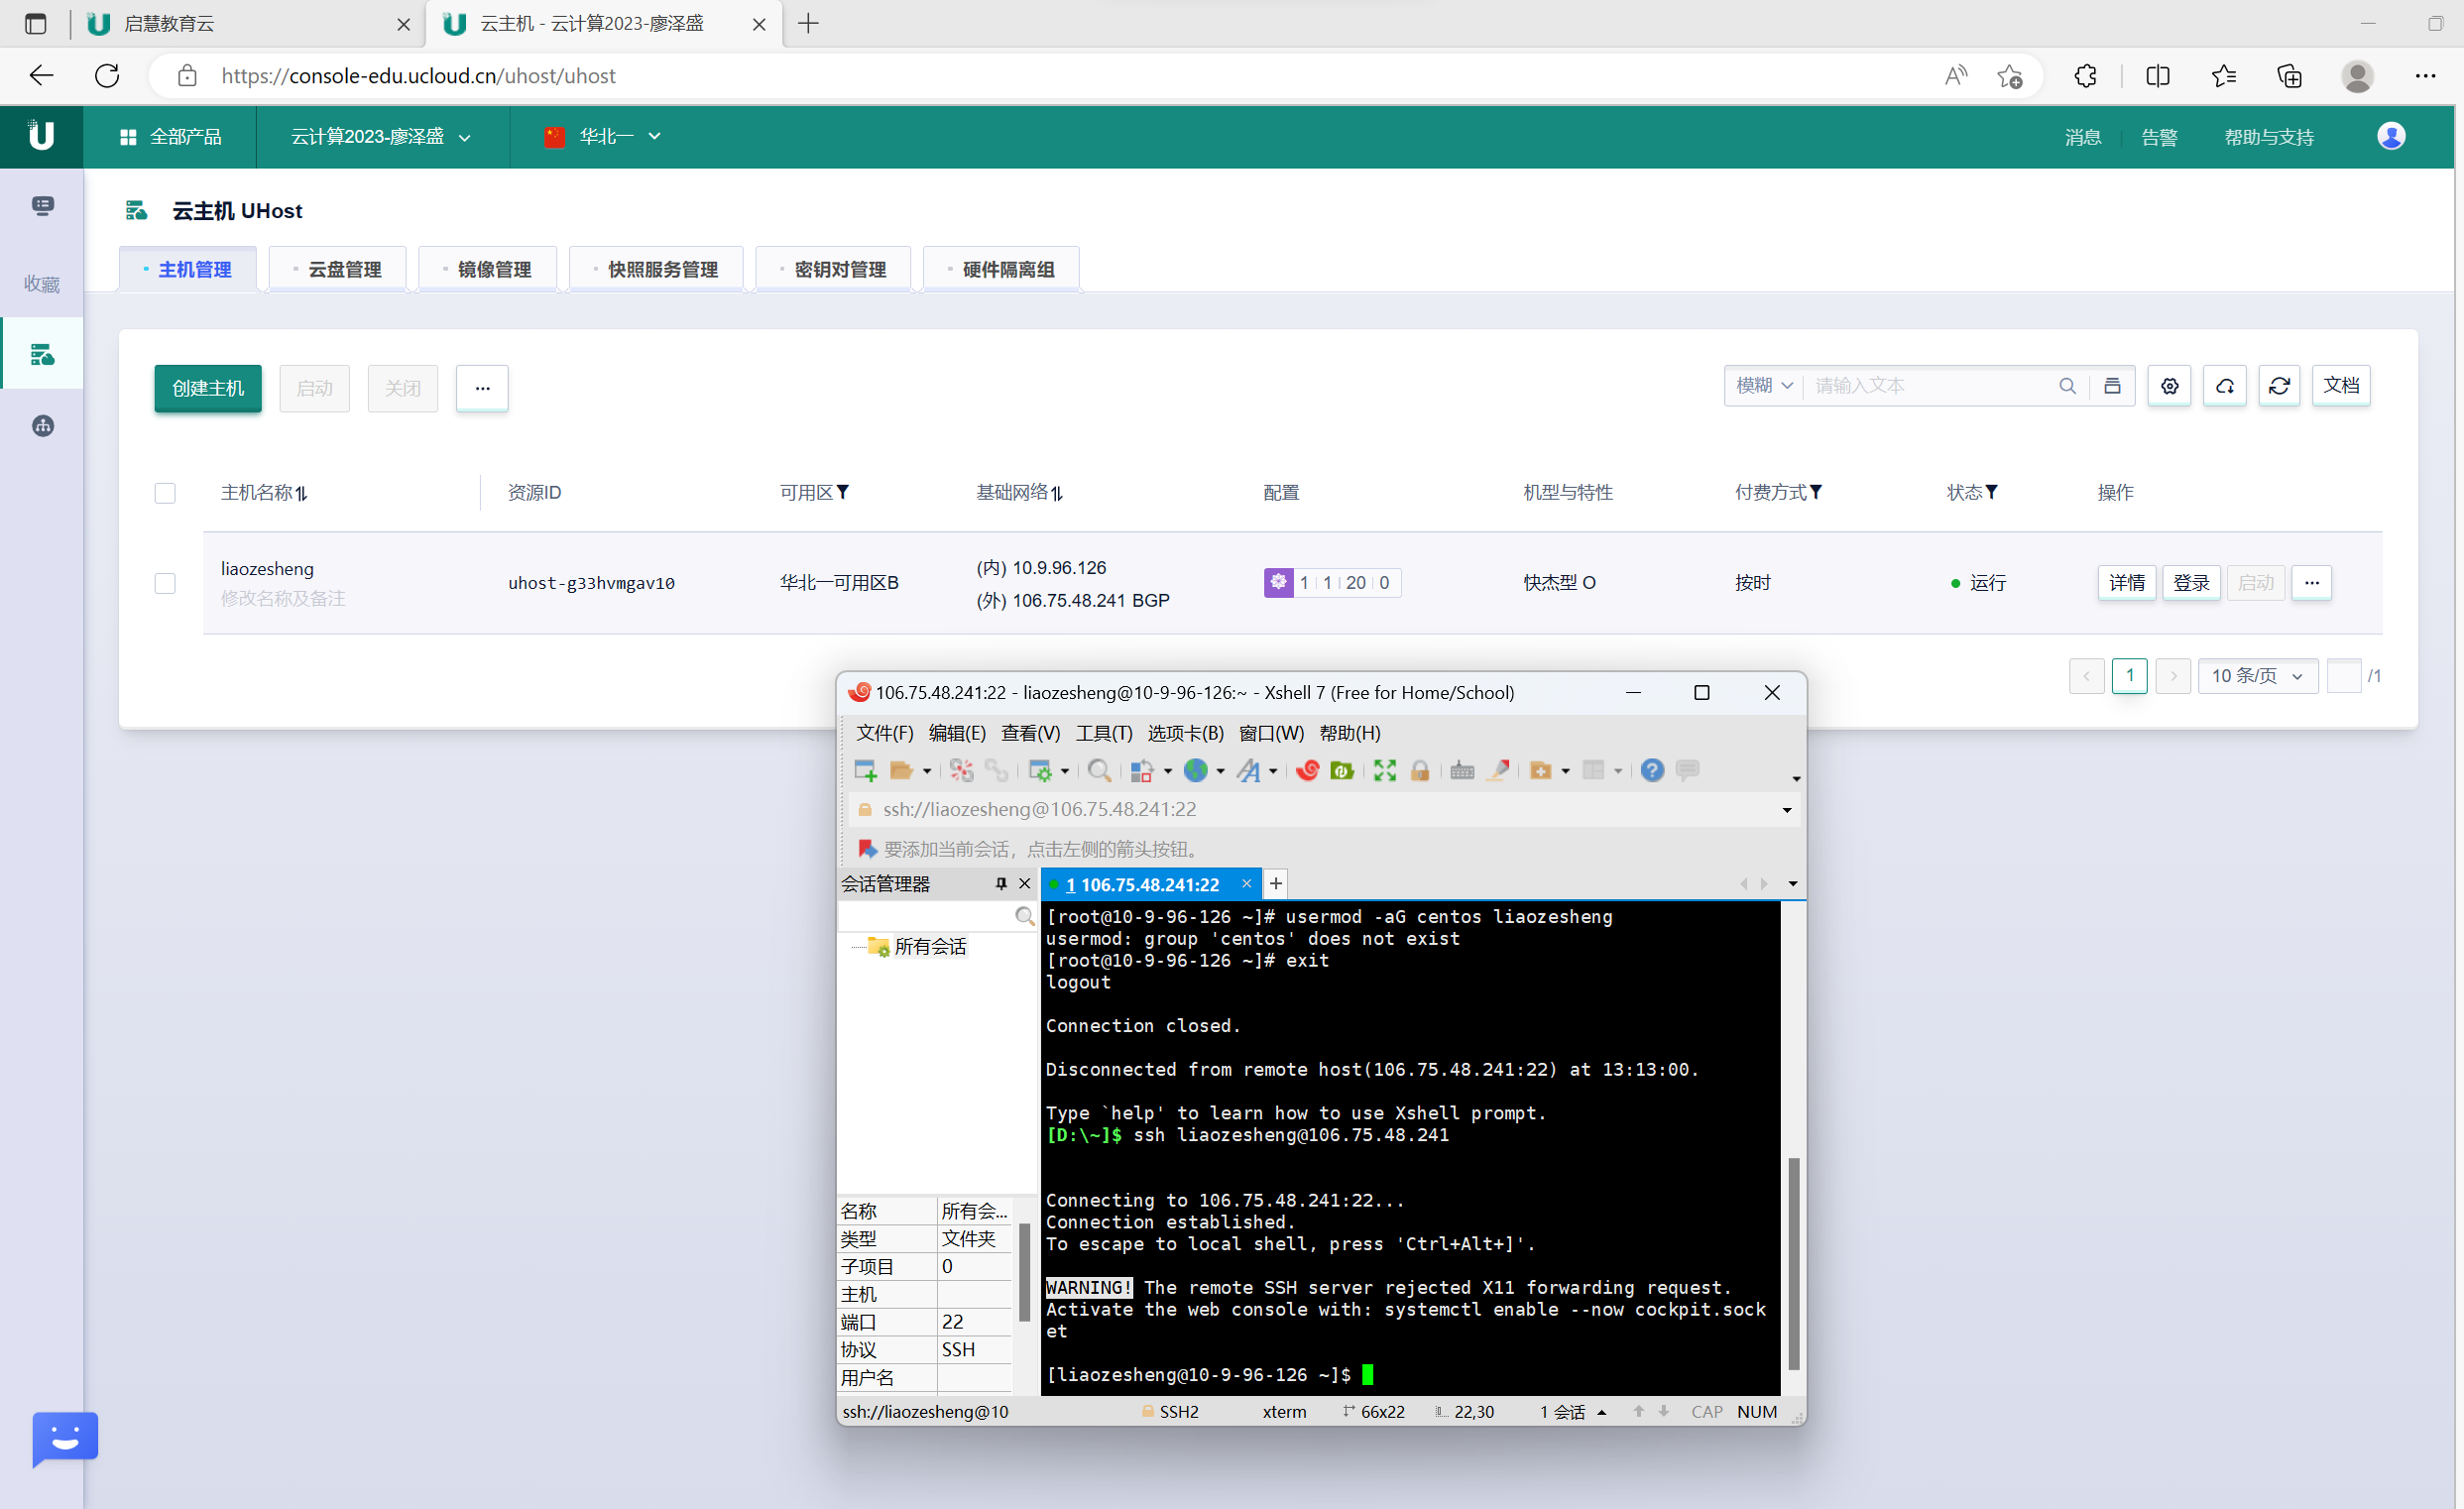 启慧教育云
云主机 - 云计算2023-廖泽盛
https://console-edu.ucloud.cn/uhost/uhost
全部产品
云计算2023-廖泽盛
华北一
消息
告警
帮助与支持
收藏
云主机 UHost
主机管理
云盘管理
镜像管理
快照服务管理
密钥对管理
硬件隔离组
创建主机
启动
关闭
...
模糊
请输入文本
文档
主机名称
资源ID
可用区
基础网络
配置
机型与特性
付费方式
状态
操作
liaozesheng
修改名称及备注
uhost-g33hvmgav10
华北一可用区B
(内) 10.9.96.126
(外) 106.75.48.241 BGP
1 | 1 | 20 | 0
快杰型 O
按时
运行
详情
登录
启动
...
1
10 条/页
/1
106.75.48.241:22 - liaozesheng@10-9-96-126:~ - Xshell 7 (Free for Home/School)
文件(F) 编辑(E) 查看(V) 工具(T) 选项卡(B) 窗口(W) 帮助(H)
ssh://liaozesheng@106.75.48.241:22
要添加当前会话，点击左侧的箭头按钮。
会话管理器
1 106.75.48.241:22
所有会话
[root@10-9-96-126 ~]# usermod -aG centos liaozesheng
usermod: group 'centos' does not exist
[root@10-9-96-126 ~]# exit
logout
Connection closed.
Disconnected from remote host(106.75.48.241:22) at 13:13:00.
Type `help' to learn how to use Xshell prompt.
[D:\~]$ ssh liaozesheng@106.75.48.241
Connecting to 106.75.48.241:22...
Connection established.
To escape to local shell, press 'Ctrl+Alt+]'.
WARNING! The remote SSH server rejected X11 forwarding request.
Activate the web console with: systemctl enable --now cockpit.sock
et
[liaozesheng@10-9-96-126 ~]$
名称 所有会...
类型 文件夹
子项目 0
主机
端口 22
协议 SSH
用户名
ssh://liaozesheng@10
SSH2
xterm
66x22
22,30
1 会话
CAP
NUM